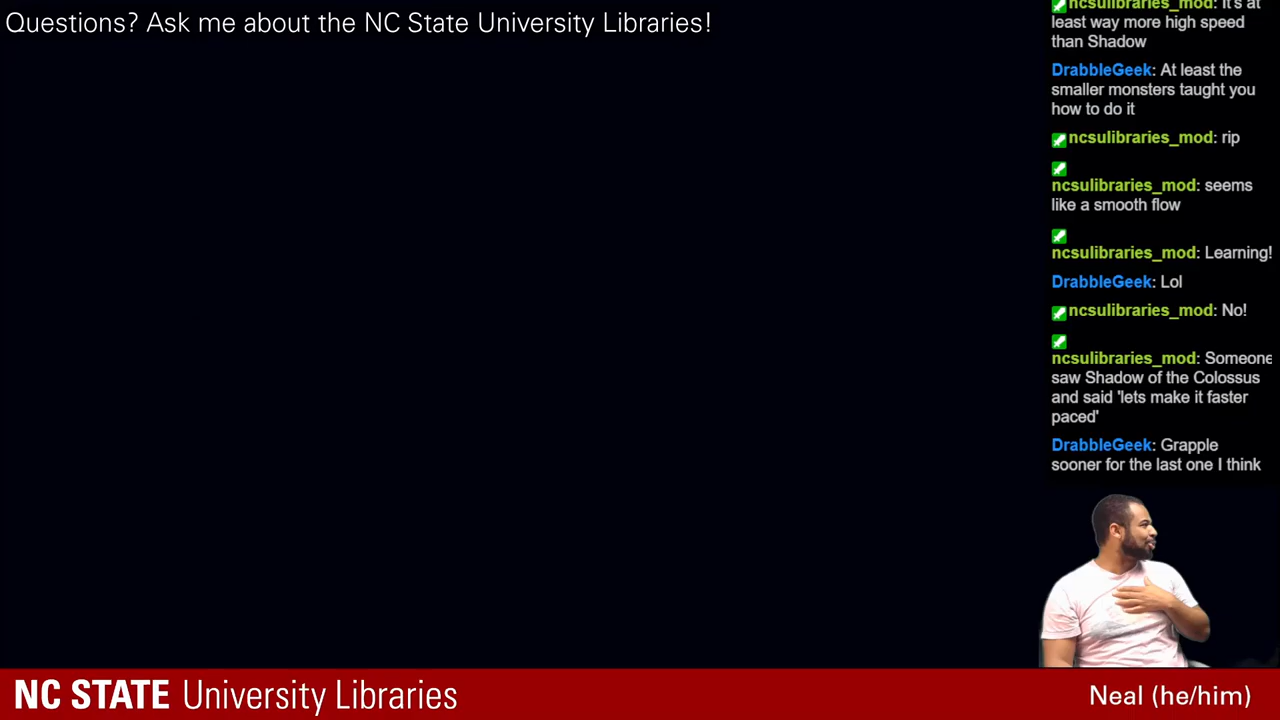 Questions? Ask me about the NC State University Libraries!
ncsulibraries_mod: It's at
least way more high speed
than Shadow
DrabbleGeek: At least the
smaller monsters taught you
how to do it
ncsulibraries_mod: rip
ncsulibraries_mod: seems
like a smooth flow
ncsulibraries_mod: Learning!
DrabbleGeek: Lol
ncsulibraries_mod: No!
ncsulibraries_mod: Someone
saw Shadow of the Colossus
and said 'lets make it faster
paced'
DrabbleGeek: Grapple
sooner for the last one I think
NC STATE University Libraries
Neal (he/him)